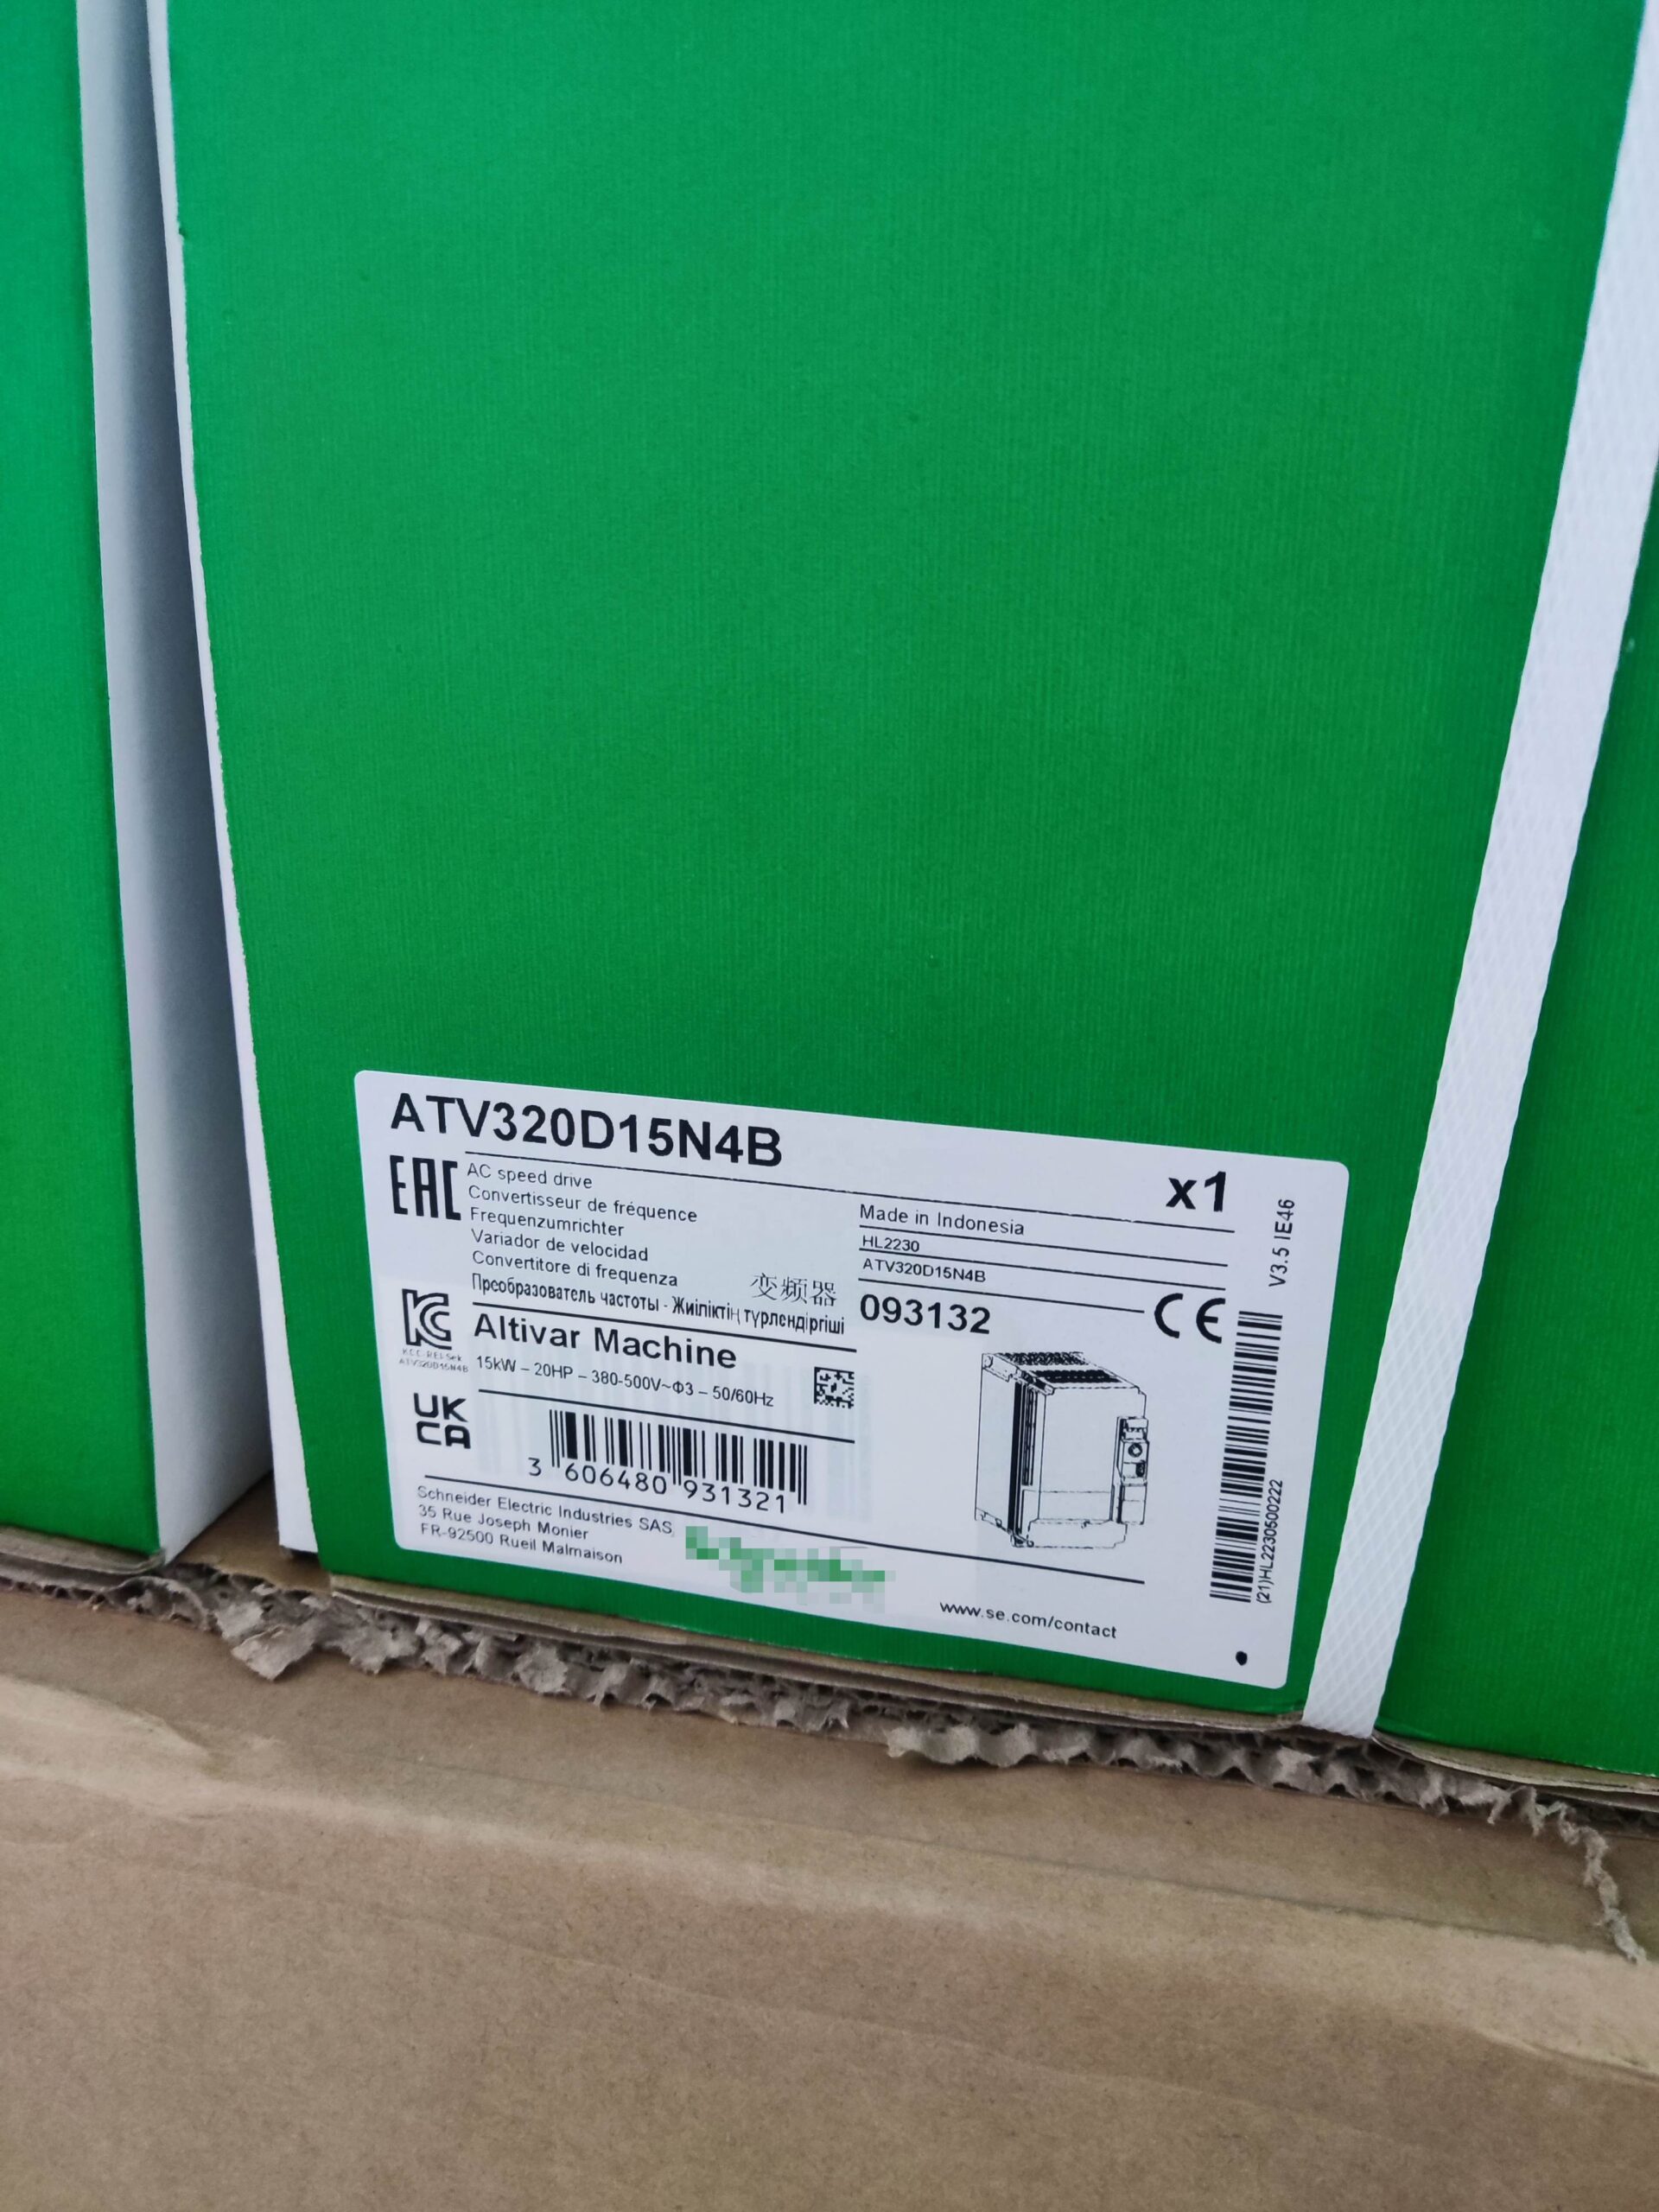 ATV320D15N4B
x1
EAC
AC speed drive
Convertisseur de fréquence
Frequenzumrichter
Variador de velocidad
Convertitore di frequenza
变频器
Преобразователь частоты - Жиіліктің түрлендіргіші
Made in Indonesia
HL2230
ATV320D15N4B
093132
CE
V3.5 IE46
Altivar Machine
15kW – 20HP – 380-500V~Φ3 – 50/60Hz
ATV320D15N4B
UK
CA
3 606480 931321
(21)HL2230500222
Schneider Electric Industries SAS
35 Rue Joseph Monier
FR-92500 Rueil Malmaison
www.se.com/contact